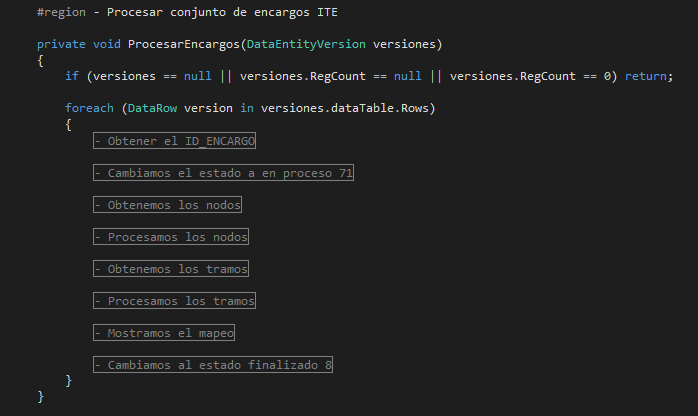 #region - Procesar conjunto de encargos ITE
private void ProcesarEncargos(DataEntityVersion versiones)
{
if (versiones == null || versiones.RegCount == null || versiones.RegCount == 0) return;
foreach (DataRow version in versiones.dataTable.Rows)
{
- Obtener el ID_ENCARGO
- Cambiamos el estado a en proceso 71
- Obtenemos los nodos
- Procesamos los nodos
- Obtenemos los tramos
- Procesamos los tramos
- Mostramos el mapeo
- Cambiamos al estado finalizado 8
}
}